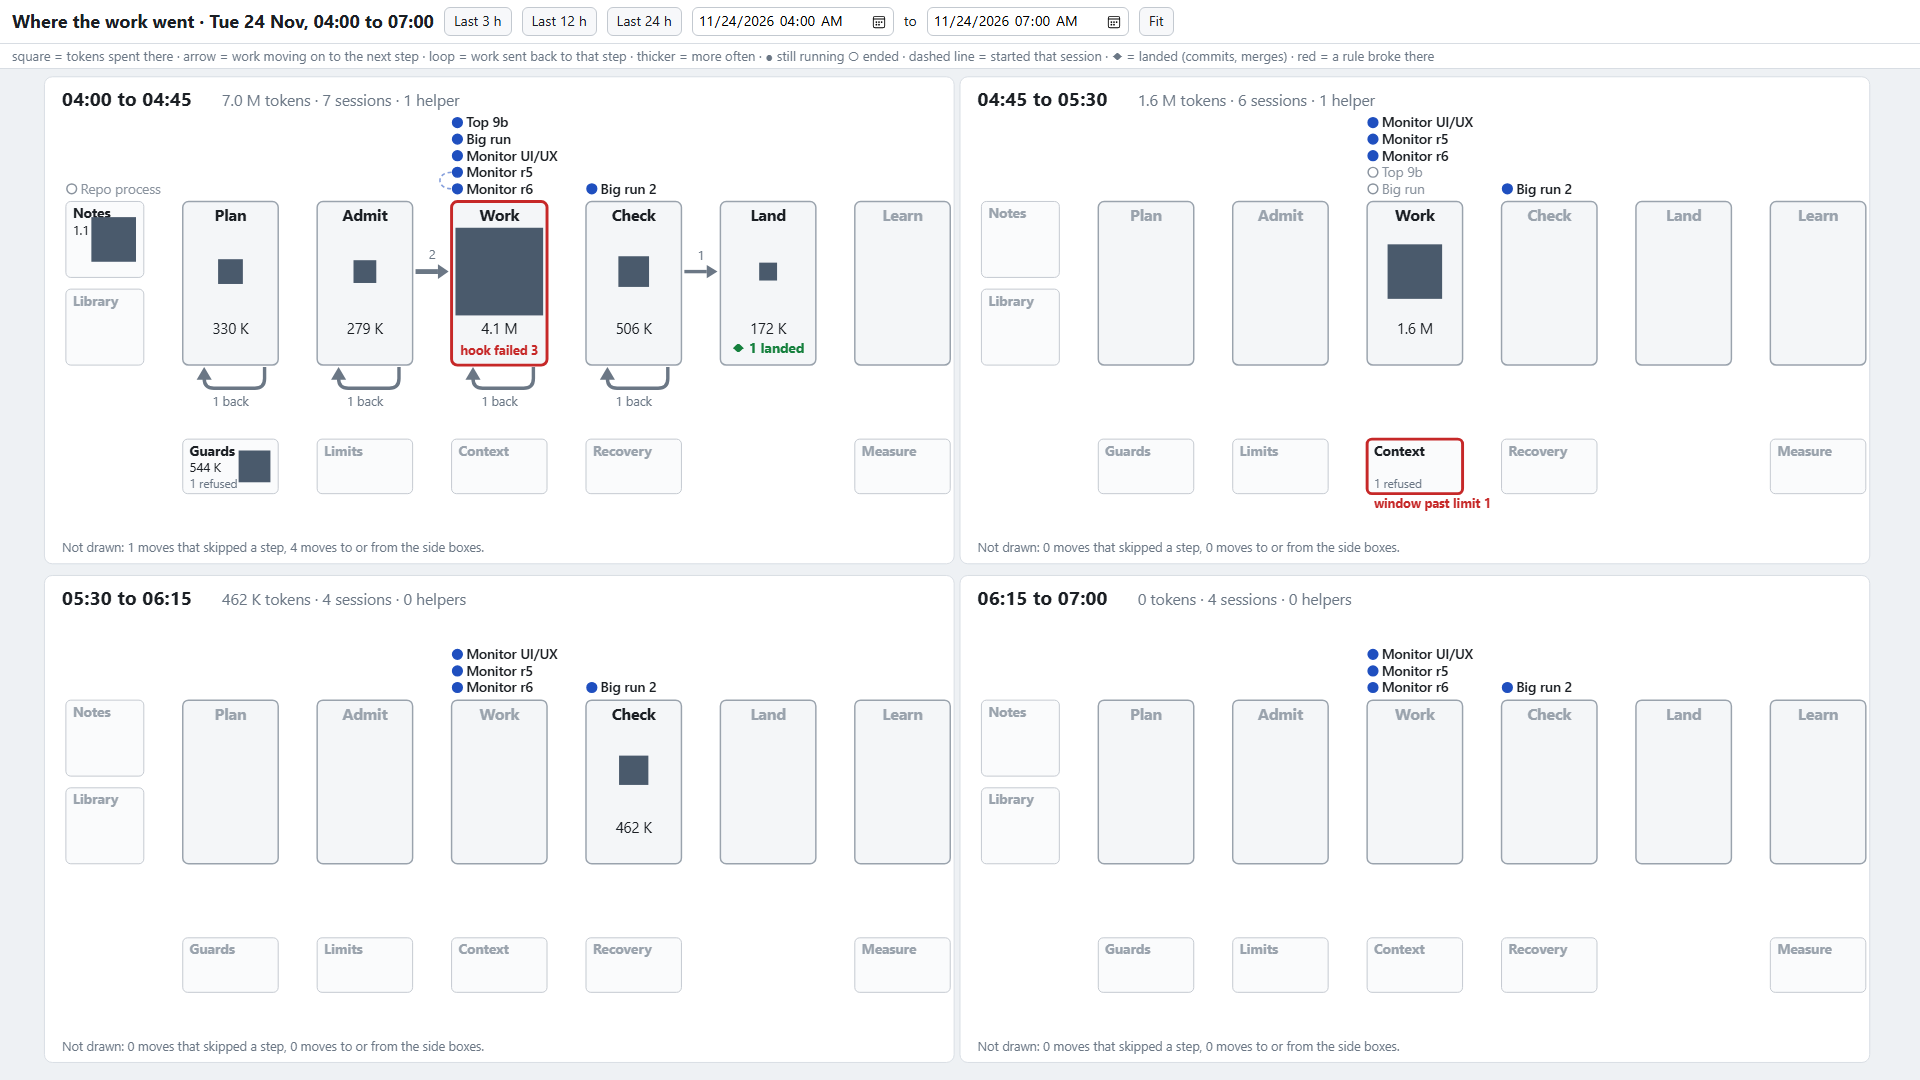 Where the work went · Tue 24 Nov, 04:00 to 07:00 Last 3 h Last 12 h Last 24 h 11/24/2026 04:00 AM to 11/24/2026 07:00 AM Fit
square = tokens spent there · arrow = work moving on to the next step · loop = work sent back to that step · thicker = more often · ● still running ○ ended · dashed line = started that session · ◆ = landed (commits, merges) · red = a rule broke there
04:00 to 04:45 7.0 M tokens · 7 sessions · 1 helper
Top 9b
Big run
Monitor UI/UX
Monitor r5
Repo process Monitor r6 Big run 2
Notes
1.1
Library
Plan Admit Work Check Land Learn
2 1
330 K 279 K 4.1 M 506 K 172 K
hook failed 3 ◆ 1 landed
1 back 1 back 1 back 1 back
Guards Limits Context Recovery Measure
544 K
1 refused
Not drawn: 1 moves that skipped a step, 4 moves to or from the side boxes.
04:45 to 05:30 1.6 M tokens · 6 sessions · 1 helper
Monitor UI/UX
Monitor r5
Monitor r6
Top 9b
Big run Big run 2
Notes
Library
Plan Admit Work Check Land Learn
1.6 M
Guards Limits Context Recovery Measure
1 refused
window past limit 1
Not drawn: 0 moves that skipped a step, 0 moves to or from the side boxes.
05:30 to 06:15 462 K tokens · 4 sessions · 0 helpers
Monitor UI/UX
Monitor r5
Monitor r6 Big run 2
Notes
Library
Plan Admit Work Check Land Learn
462 K
Guards Limits Context Recovery Measure
Not drawn: 0 moves that skipped a step, 0 moves to or from the side boxes.
06:15 to 07:00 0 tokens · 4 sessions · 0 helpers
Monitor UI/UX
Monitor r5
Monitor r6 Big run 2
Notes
Library
Plan Admit Work Check Land Learn
Guards Limits Context Recovery Measure
Not drawn: 0 moves that skipped a step, 0 moves to or from the side boxes.